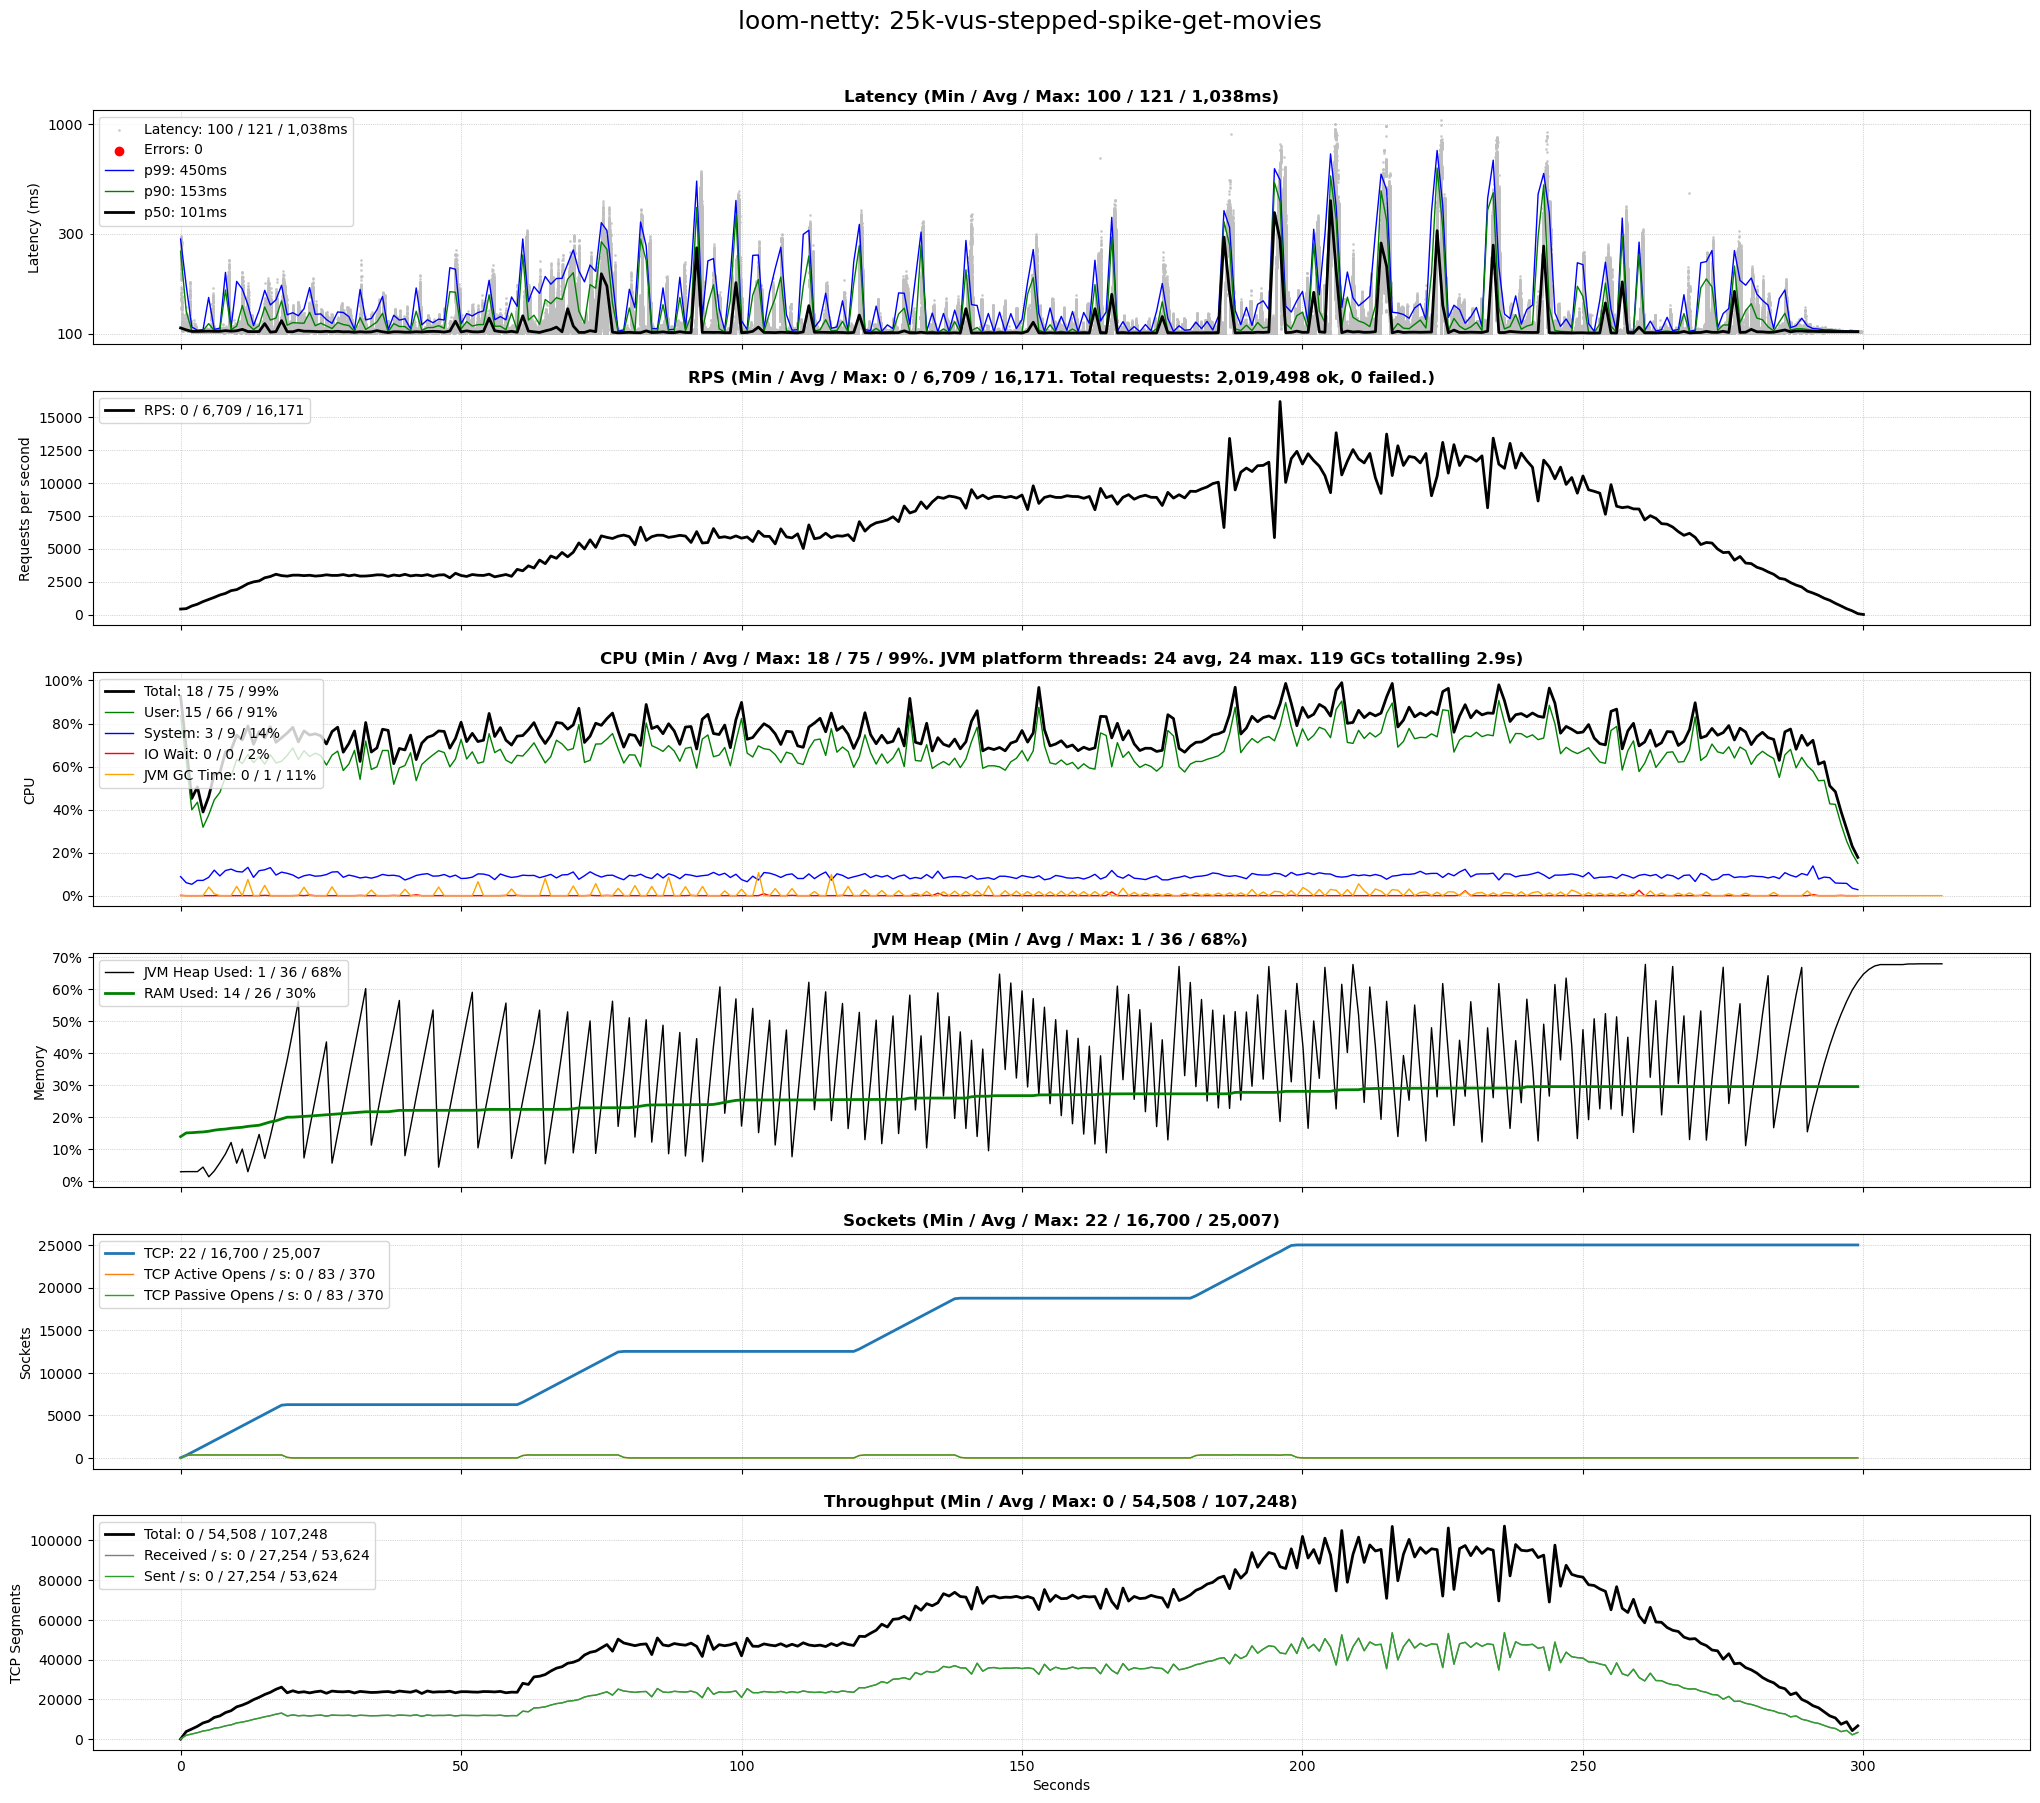 loom-netty: 25k-vus-stepped-spike-get-movies
Latency (Min / Avg / Max: 100 / 121 / 1,038ms)
Latency (ms)
1000
300
100
Latency: 100 / 121 / 1,038ms
Errors: 0
p99: 450ms
p90: 153ms
p50: 101ms
RPS (Min / Avg / Max: 0 / 6,709 / 16,171. Total requests: 2,019,498 ok, 0 failed.)
Requests per second
15000
12500
10000
7500
5000
2500
0
RPS: 0 / 6,709 / 16,171
CPU (Min / Avg / Max: 18 / 75 / 99%. JVM platform threads: 24 avg, 24 max. 119 GCs totalling 2.9s)
CPU
100%
80%
60%
40%
20%
0%
Total: 18 / 75 / 99%
User: 15 / 66 / 91%
System: 3 / 9 / 14%
IO Wait: 0 / 0 / 2%
JVM GC Time: 0 / 1 / 11%
JVM Heap (Min / Avg / Max: 1 / 36 / 68%)
Memory
70%
60%
50%
40%
30%
20%
10%
0%
JVM Heap Used: 1 / 36 / 68%
RAM Used: 14 / 26 / 30%
Sockets (Min / Avg / Max: 22 / 16,700 / 25,007)
Sockets
25000
20000
15000
10000
5000
0
TCP: 22 / 16,700 / 25,007
TCP Active Opens / s: 0 / 83 / 370
TCP Passive Opens / s: 0 / 83 / 370
Throughput (Min / Avg / Max: 0 / 54,508 / 107,248)
TCP Segments
100000
80000
60000
40000
20000
0
Total: 0 / 54,508 / 107,248
Received / s: 0 / 27,254 / 53,624
Sent / s: 0 / 27,254 / 53,624
0 50 100 150 200 250 300
Seconds